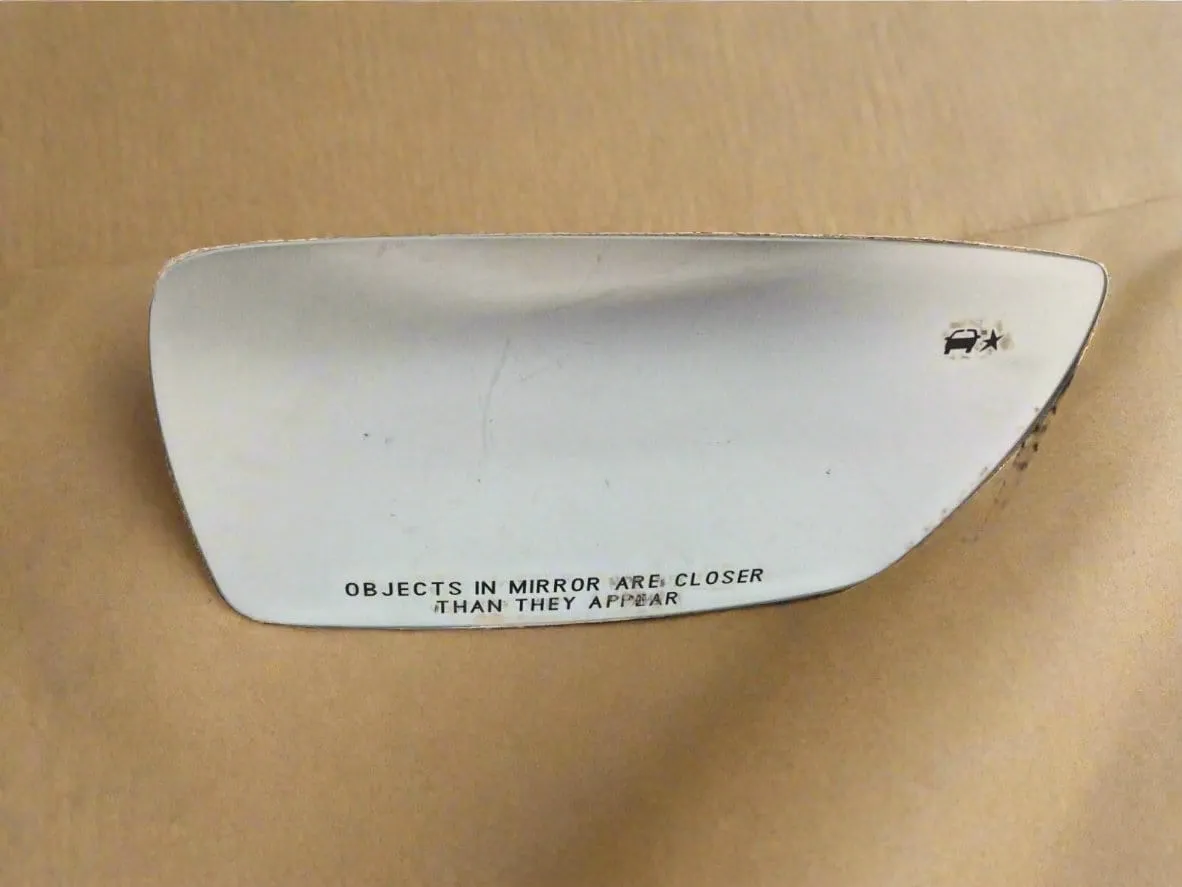 OBJECTS IN MIRROR ARE CLOSER
THAN THEY APPEAR